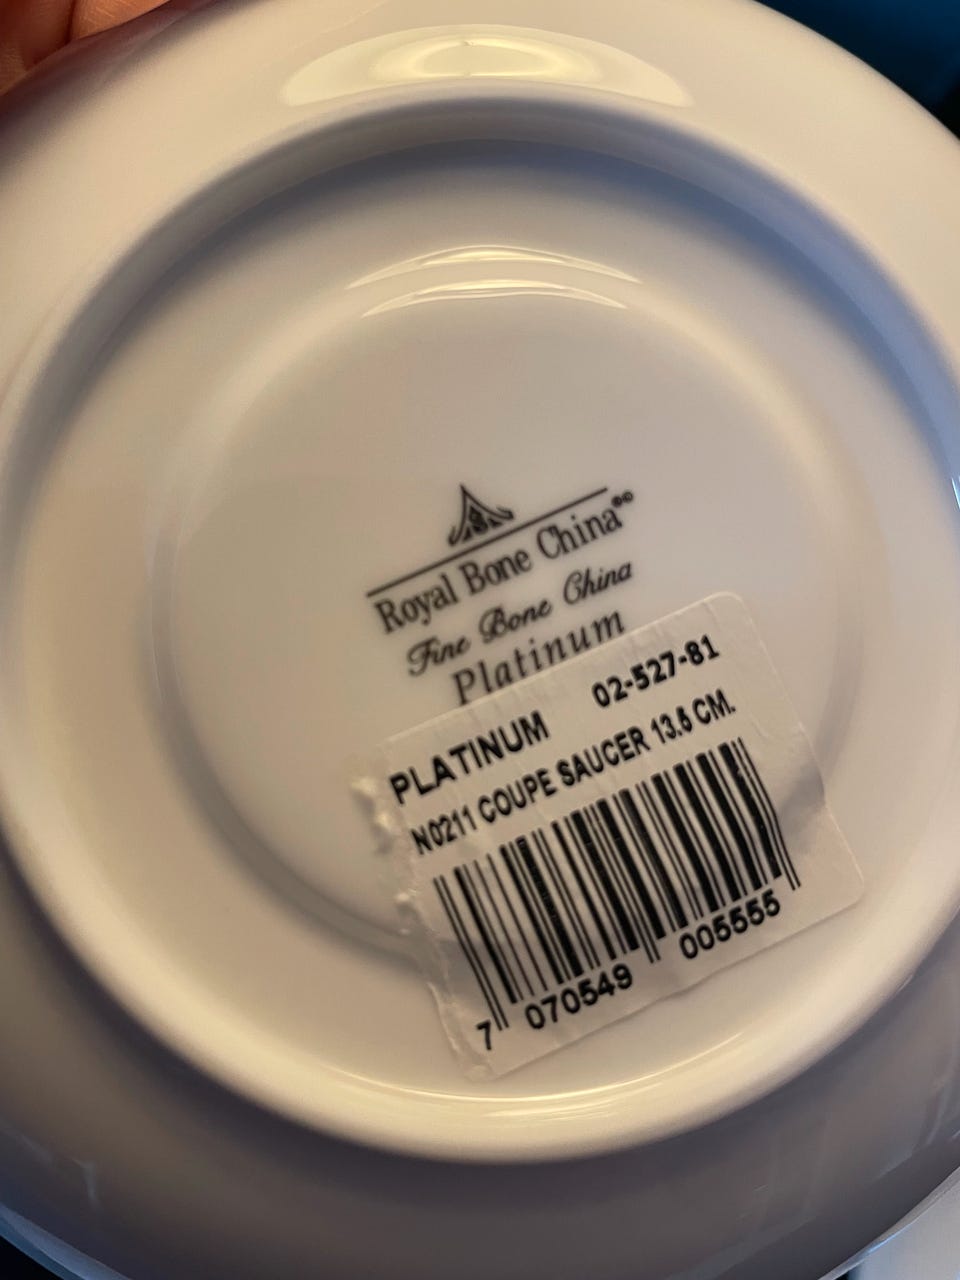 Royal Bone China
Fine Bone China
Platinum
PLATINUM 02-527-81
N0211 COUPE SAUCER 13.5 CM.
7 070549 005555